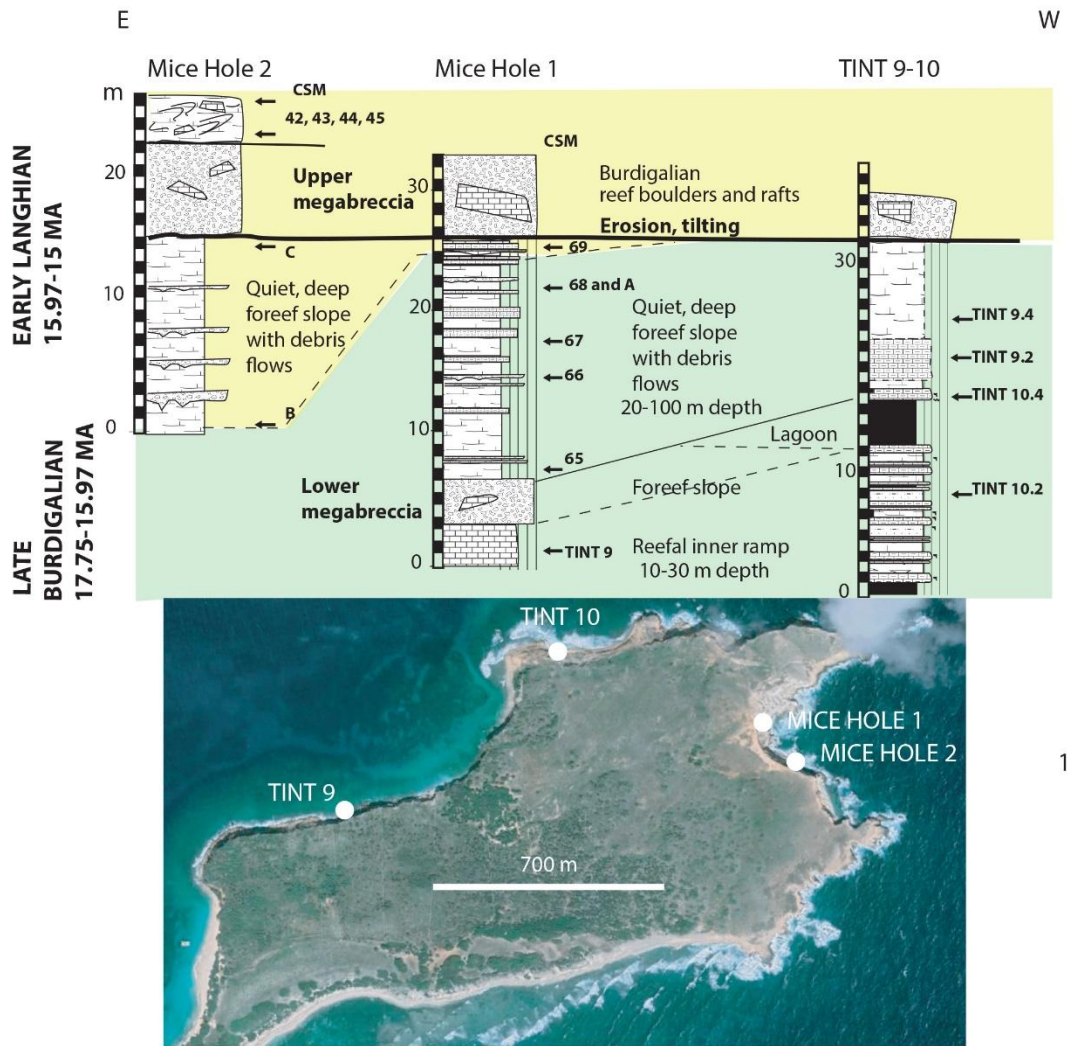 E
W
Mice Hole 2
Mice Hole 1
TINT 9-10
m
CSM
42, 43, 44, 45
20
C
10
Quiet, deep
foreef slope
with debris
flows
B
0
EARLY LANGHIAN
15.97-15 MA
LATE
BURDIGALIAN
17.75-15.97 MA
Upper
megabreccia
CSM
30
Burdigalian
reef boulders and rafts
Erosion, tilting
69
68 and A
20
67
66
10
65
Quiet, deep
foreef slope
with debris
flows
20-100 m depth
Lagoon
Lower
megabreccia
Foreef slope
TINT 9
Reefal inner ramp
10-30 m depth
0
30
TINT 9.4
TINT 9.2
TINT 10.4
10
TINT 10.2
0
TINT 10
MICE HOLE 1
MICE HOLE 2
TINT 9
700 m
1